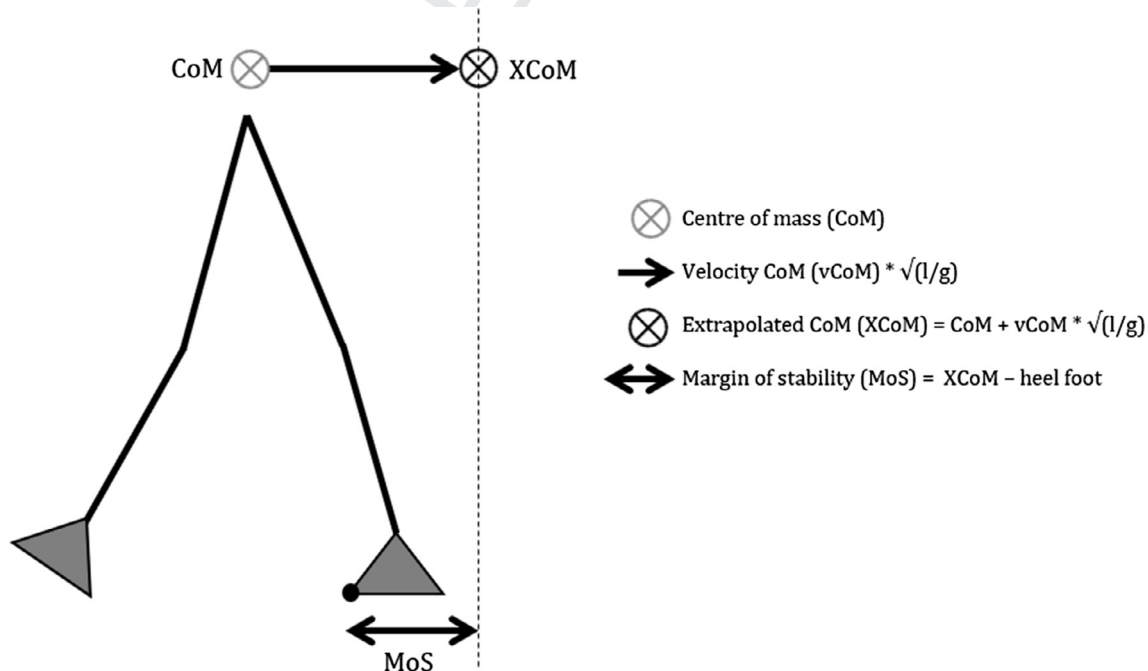 CoM
XCoM
Centre of mass (CoM)
Velocity CoM (vCoM) * √(l/g)
Extrapolated CoM (XCoM) = CoM + vCoM * √(l/g)
Margin of stability (MoS) = XCoM – heel foot
MoS